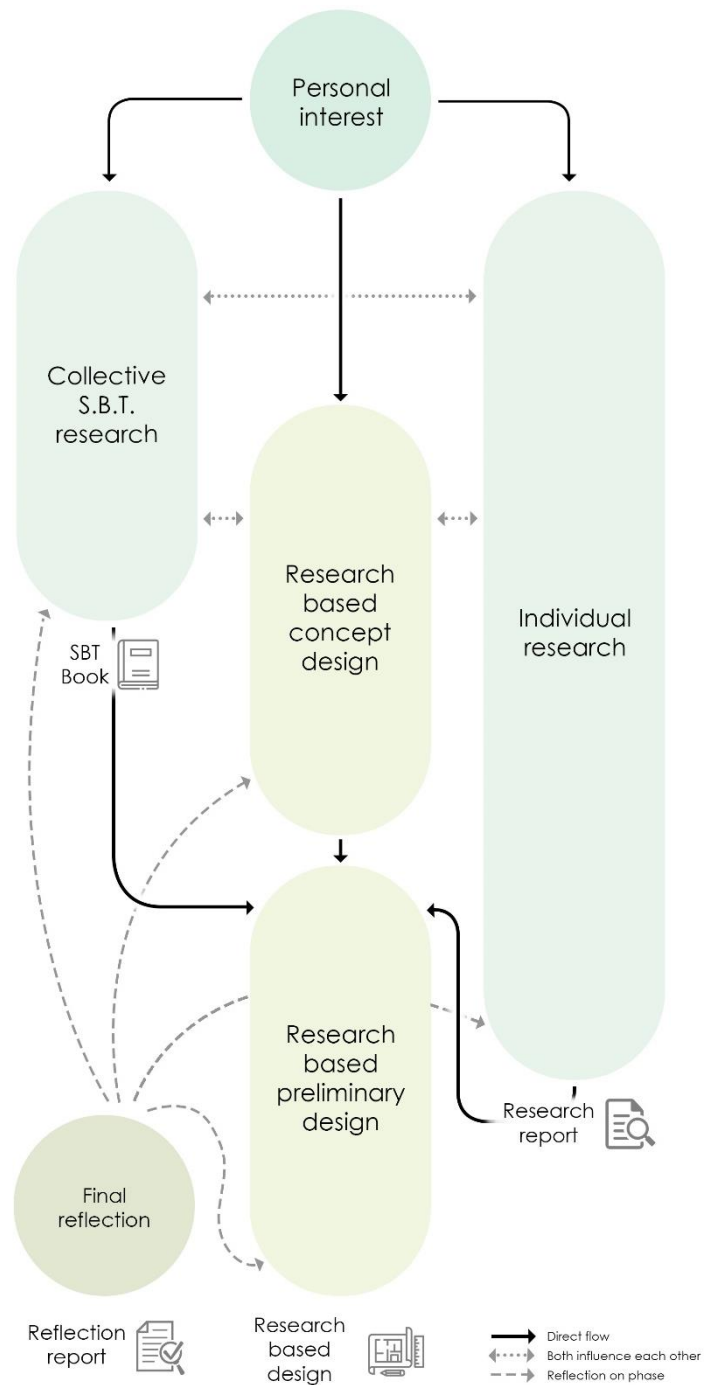 Personal
interest
Collective
S.B.T.
research
Research
based
concept
design
Individual
research
SBT
Book
Research
based
preliminary
design
Research
report
Final
reflection
Reflection
report
Research
based
design
Direct flow
Both influence each other
Reflection on phase